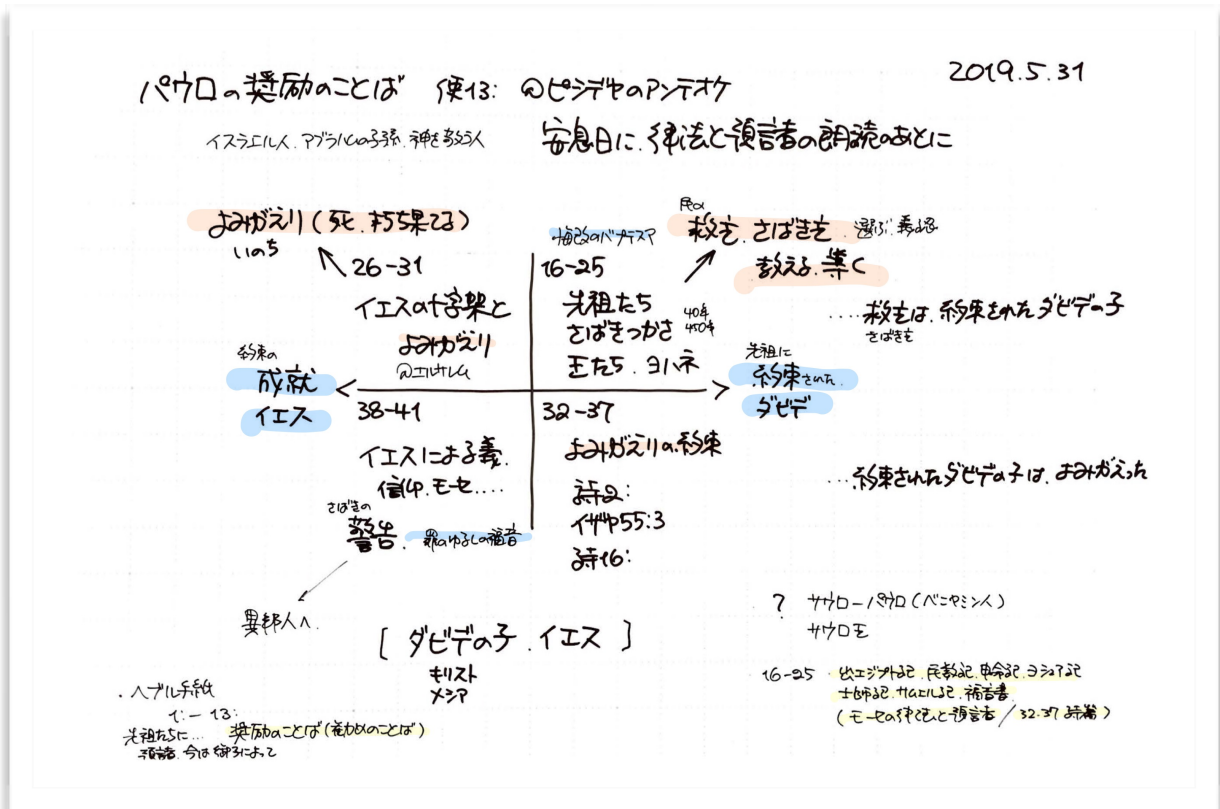 2019.5.31
パウロの奨励のことば 使13: @ピシデヤのアンテオケ
イスラエル人、アブラハムの子孫、神を敬う人
安息日に、律法と預言者の朗読のあとに
よみがえり(死、朽ち果てる)
いのち
26-31
イエスの十字架と
よみがえり
@エルサレム
悔改のバプテスマ
16-25
先祖たち
さばきつかさ 40年 450年
王たち、ヨハネ
民の
救主、さばき主、選ぶ
教える、導く
····救主は、約束されたダビデの子
さばき主
約束の
成就
イエス
先祖に
約束された、
ダビデ
38-41
イエスによる義、
信仰、モーセ....
さばきの
警告、罪のゆるしの福音
異邦人へ、
32-37
よみがえりの約束
詩2:
イザヤ55:3
詩16:
···約束されたダビデの子は、よみがえった
[ ダビデの子、イエス ]
キリスト
メシア
? サウローパウロ(ベニヤミン人)
サウロ王
16-25 出エジプト記、民数記、申命記、ヨシュア記
士師記、サムエル記、福音書
(モーセの律法と預言者/32-37 詩篇)
・ヘブル手紙
1:-13:
先祖たちに... 奨励のことば(勧めのことば)
預言者、今は御子によって